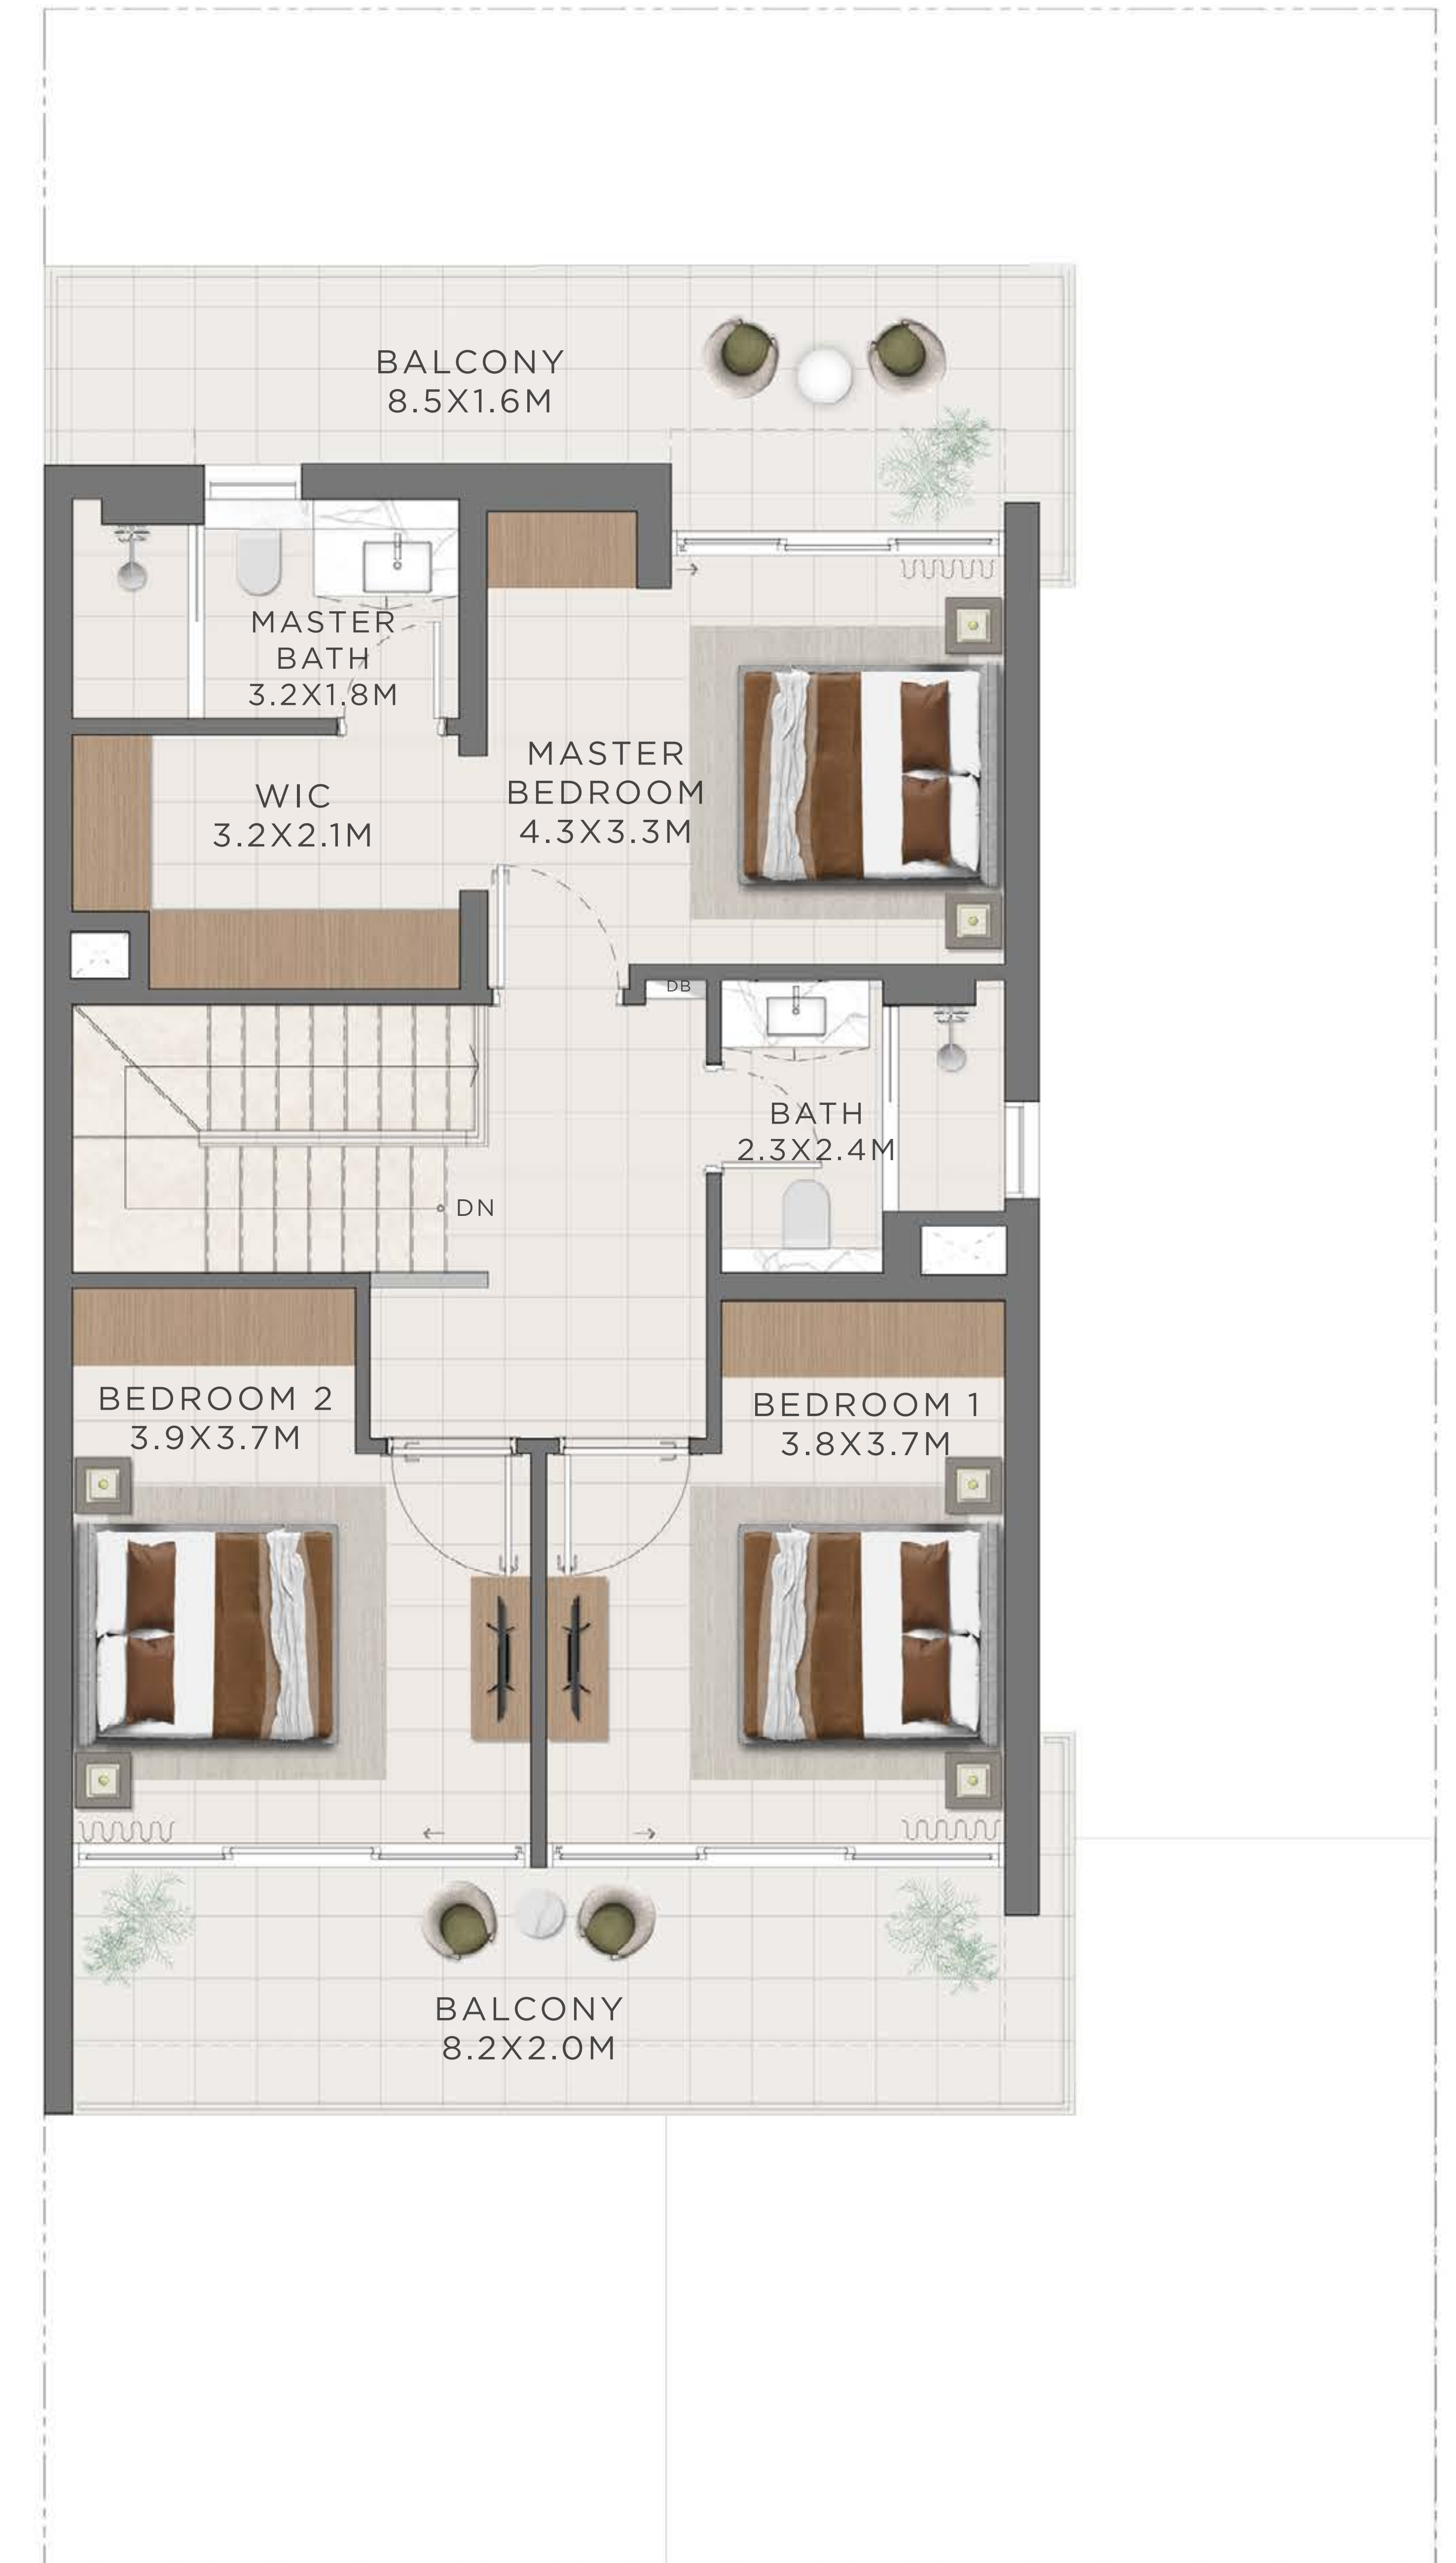 BALCONY
8.5X1.6M
MASTER
BATH
3.2X1.8M
MASTER
BEDROOM
4.3X3.3M
WIC
3.2X2.1M
DB
BATH
2.3X2.4M
DN
BEDROOM 2
3.9X3.7M
BEDROOM 1
3.8X3.7M
BALCONY
8.2X2.0M